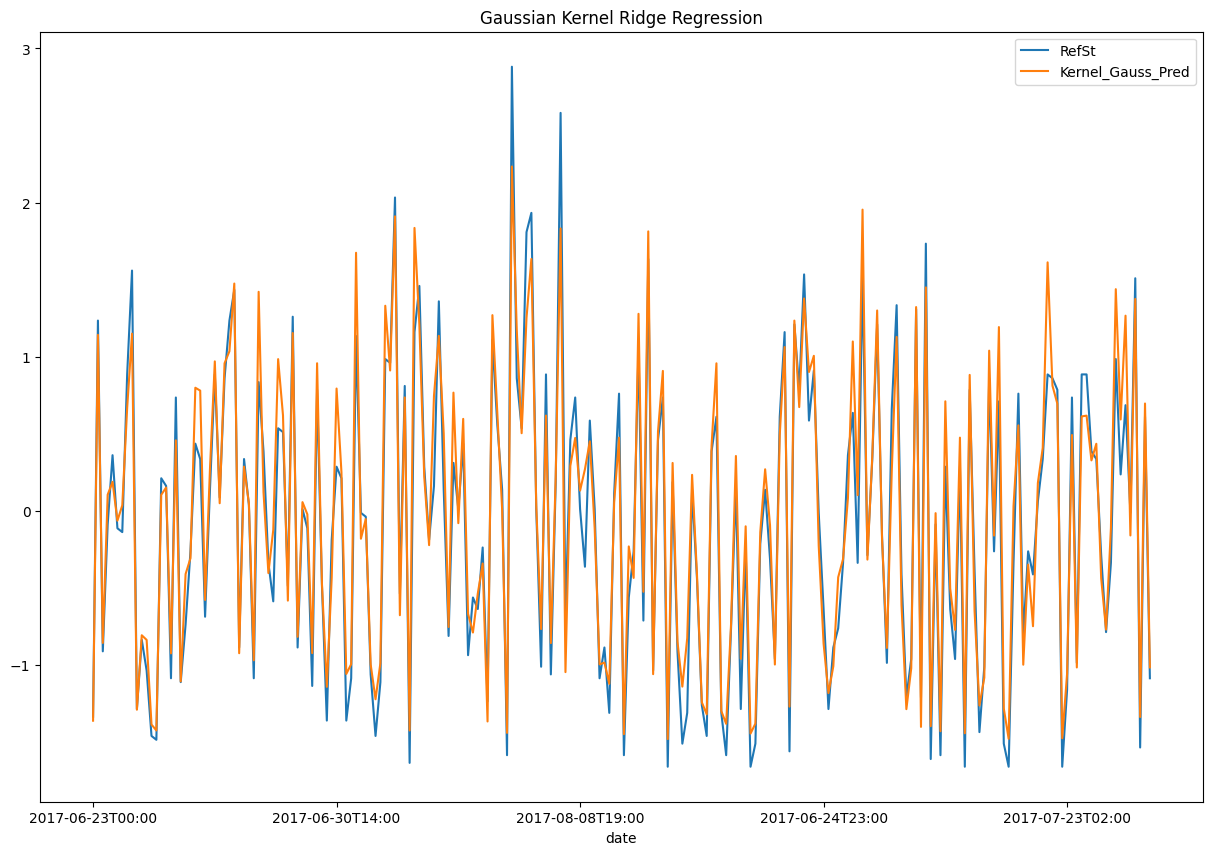 Gaussian Kernel Ridge Regression
RefSt
Kernel_Gauss_Pred
3
2
1
0
−1
2017-06-23T00:00
2017-06-30T14:00
2017-08-08T19:00
2017-06-24T23:00
2017-07-23T02:00
date